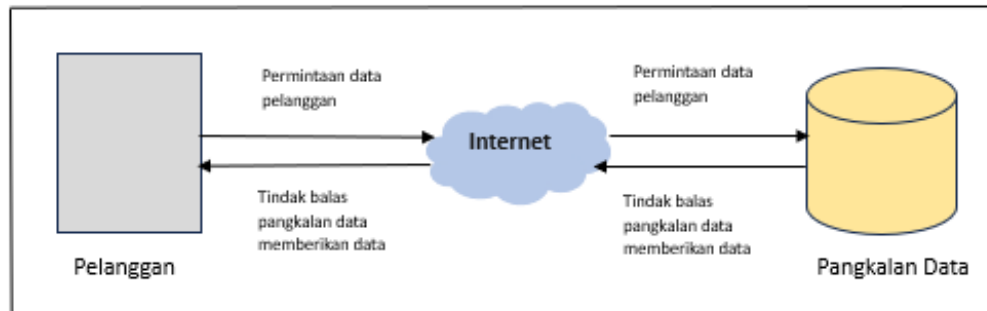 Permintaan data
pelanggan
Permintaan data
pelanggan
Internet
Tindak balas
pangkalan data
memberikan data
Tindak balas
pangkalan data
memberikan data
Pelanggan
Pangkalan Data